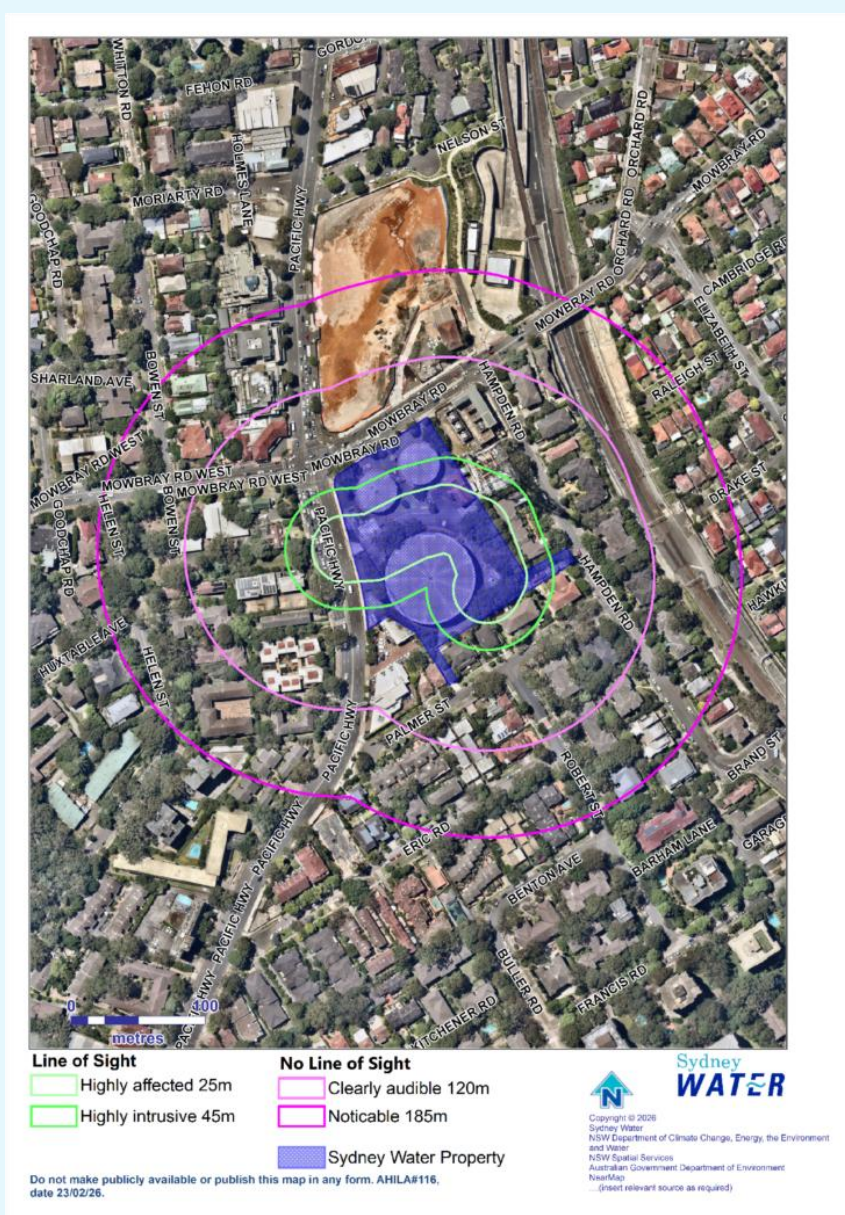 GORDO
WHITTON RD
FEHON RD
HOLMES LANE
NELSON ST
ORCHARD RD
ORCHARD RD
MOWBRAY RD
MORIARTY RD
PACIFIC HWY
GOODCHAP RD
CAMBRIDGE RD
MOWBRAY RD
ELIZABETH ST
SHARLAND AVE
BOWEN ST
HAMPDEN RD
RALEIGH ST
MOWBRAY RD
MOWBRAY RD WEST
MOWBRAY RD WEST
MOWBRAY RD WEST
MOWBRAY RD
DRAKE ST
GOODCHAP RD
HELEN ST
BOWEN ST
PACIFIC HWY
HAMPDEN RD
HAWKI
HUXTABLE AVE
HELEN ST
PALMER ST
PACIFIC HWY
ROBERT ST
BRAND ST
ERIC RD
BARHAM LANE
GARAG
PACIFIC HWY
BENTON AVE
PACIFIC HWY
BULLER RD
FRANCIS RD
KITCHENER RD
PACIFIC HWY
0 100
metres
Line of Sight
Highly affected 25m
Highly intrusive 45m
No Line of Sight
Clearly audible 120m
Noticable 185m
Sydney Water Property
N
Sydney
WATER
Copyright © 2026
Sydney Water
NSW Department of Climate Change, Energy, the Environment
and Water
NSW Spatial Services
Australian Government Department of Environment
NearMap
....(insert relevant source as required)
Do not make publicly available or publish this map in any form. AHILA#116,
date 23/02/26.